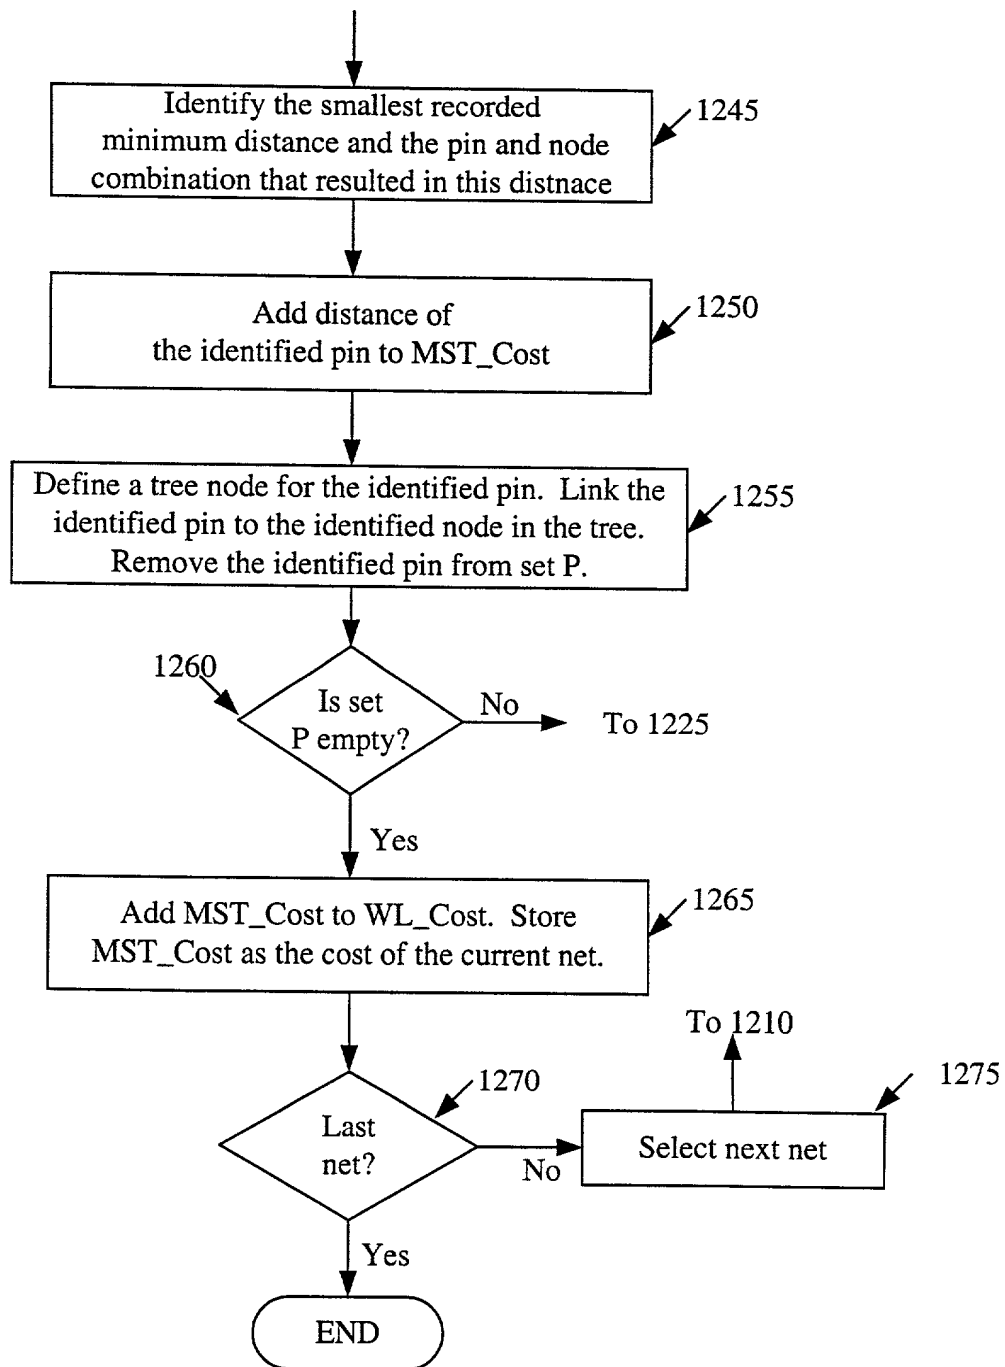 Identify the smallest recorded
minimum distance and the pin and node
combination that resulted in this distnace
1245
Add distance of
the identified pin to MST_Cost
1250
Define a tree node for the identified pin. Link the
identified pin to the identified node in the tree.
Remove the identified pin from set P.
1255
1260
Is set
P empty?
No
To 1225
Yes
Add MST_Cost to WL_Cost. Store
MST_Cost as the cost of the current net.
1265
To 1210
1270
1275
Last
net?
No
Select next net
Yes
END